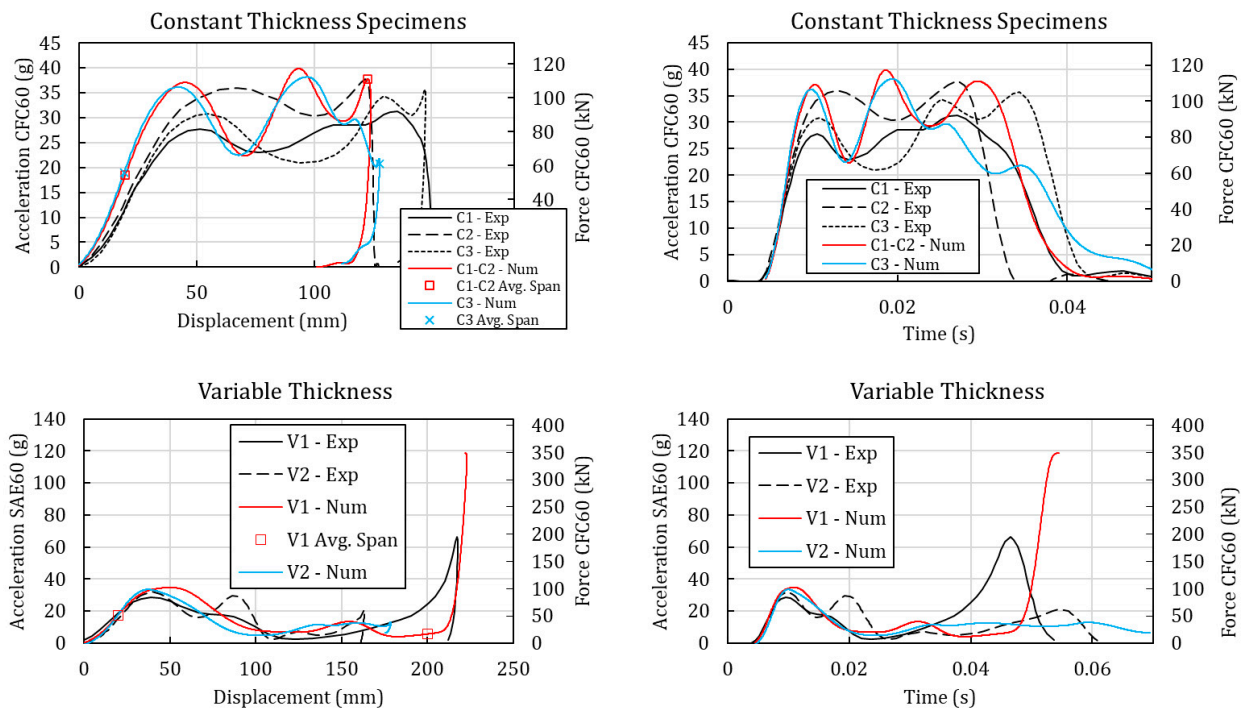 Constant Thickness Specimens
Acceleration CFC60 (g)
45
40
35
30
25
20
15
10
5
0
0
50
100
Displacement (mm)
120
100
80
60
40
Force CFC60 (kN)
C1 - Exp
C2 - Exp
C3 - Exp
C1-C2 - Num
C1-C2 Avg. Span
C3 - Num
C3 Avg. Span
Constant Thickness Specimens
Acceleration CFC60 (g)
45
40
35
30
25
20
15
10
5
0
0
0.02
0.04
Time (s)
120
100
80
60
40
20
0
Force CFC60 (kN)
C1 - Exp
C2 - Exp
C3 - Exp
C1-C2 - Num
C3 - Num
Variable Thickness
Acceleration SAE60 (g)
140
120
100
80
60
40
20
0
0
50
100
150
200
250
Displacement (mm)
400
350
300
250
200
150
100
50
0
Force CFC60 (kN)
V1 - Exp
V2 - Exp
V1 - Num
V1 Avg. Span
V2 - Num
Variable Thickness
Acceleration SAE60 (g)
140
120
100
80
60
40
20
0
0
0.02
0.04
0.06
Time (s)
400
350
300
250
200
150
100
50
0
Force CFC60 (kN)
V1 - Exp
V2 - Exp
V1 - Num
V2 - Num